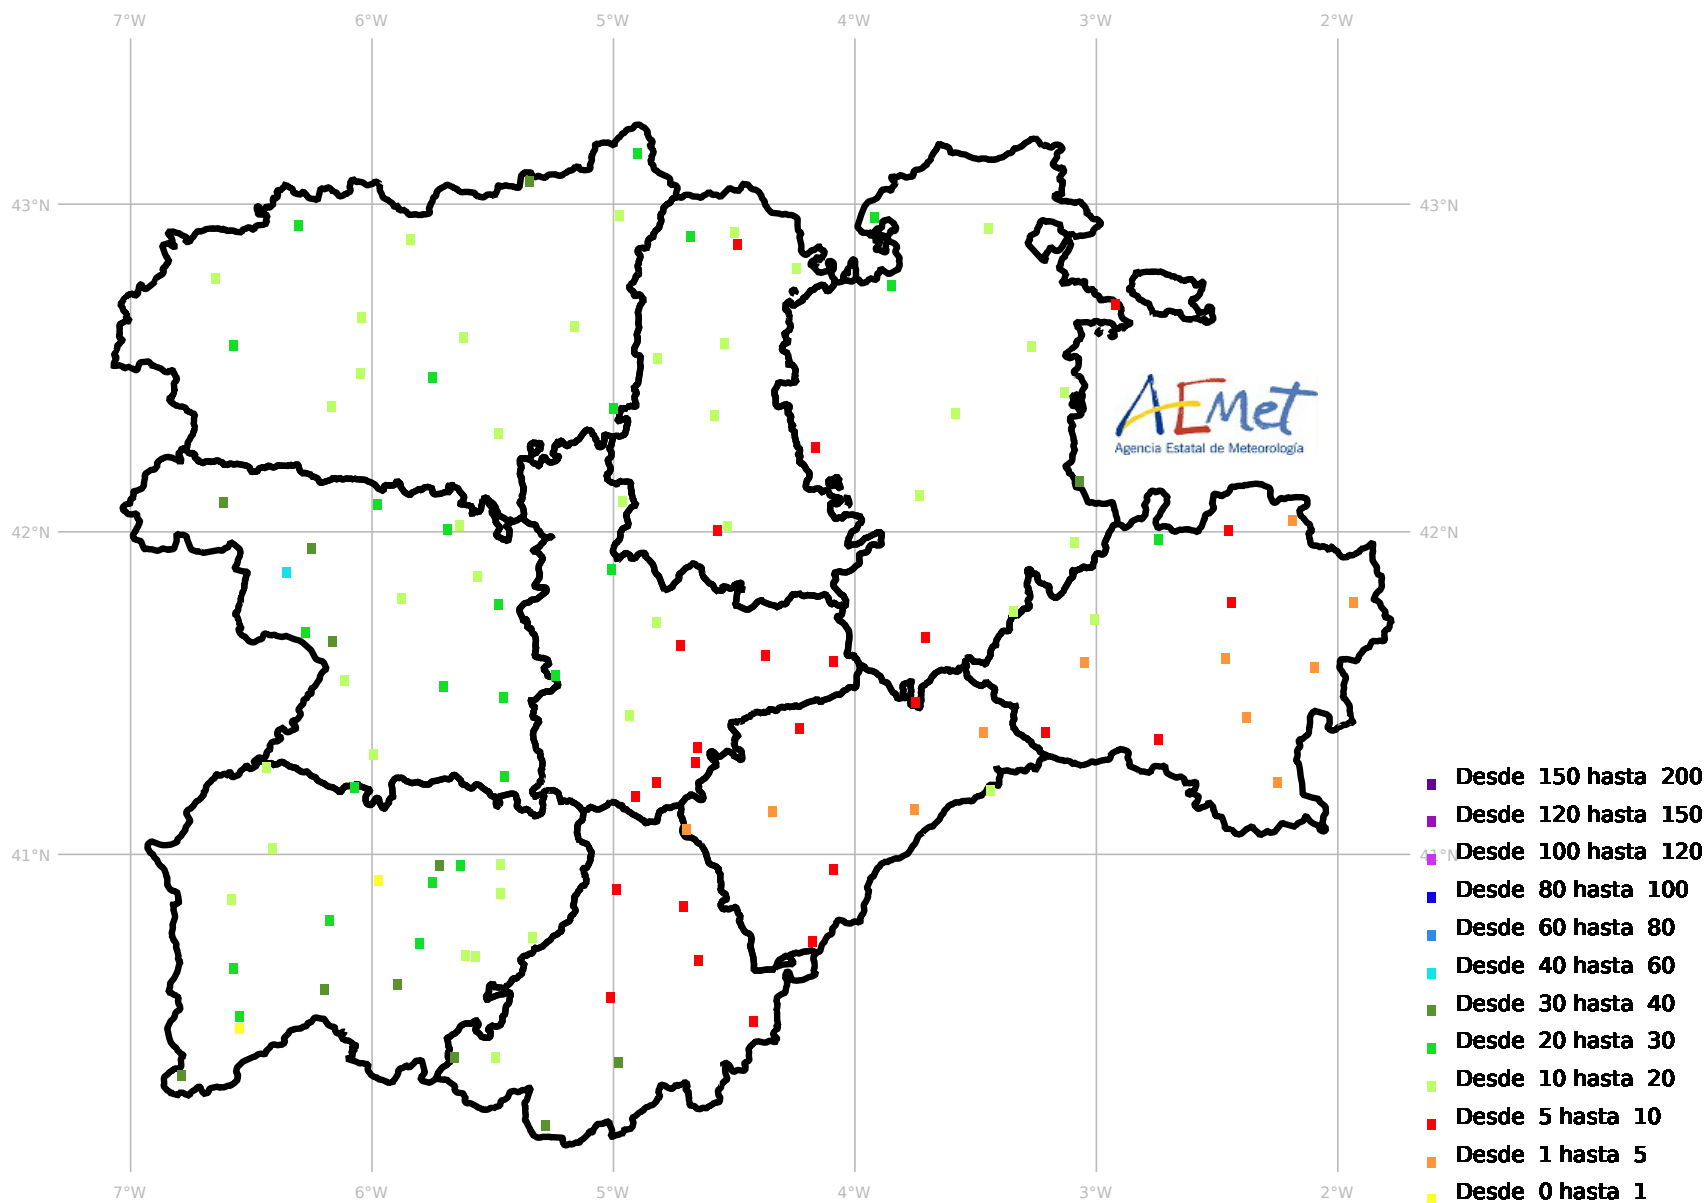 7°W 6°W 5°W 4°W 3°W 2°W
43°N 43°N
AEMet
Agencia Estatal de Meteorología
42°N 42°N
Desde 150 hasta 200
Desde 120 hasta 150
41°N 41°N
Desde 100 hasta 120
Desde 80 hasta 100
Desde 60 hasta 80
Desde 40 hasta 60
Desde 30 hasta 40
Desde 20 hasta 30
Desde 10 hasta 20
Desde 5 hasta 10
Desde 1 hasta 5
Desde 0 hasta 1
7°W 6°W 5°W 4°W 3°W 2°W